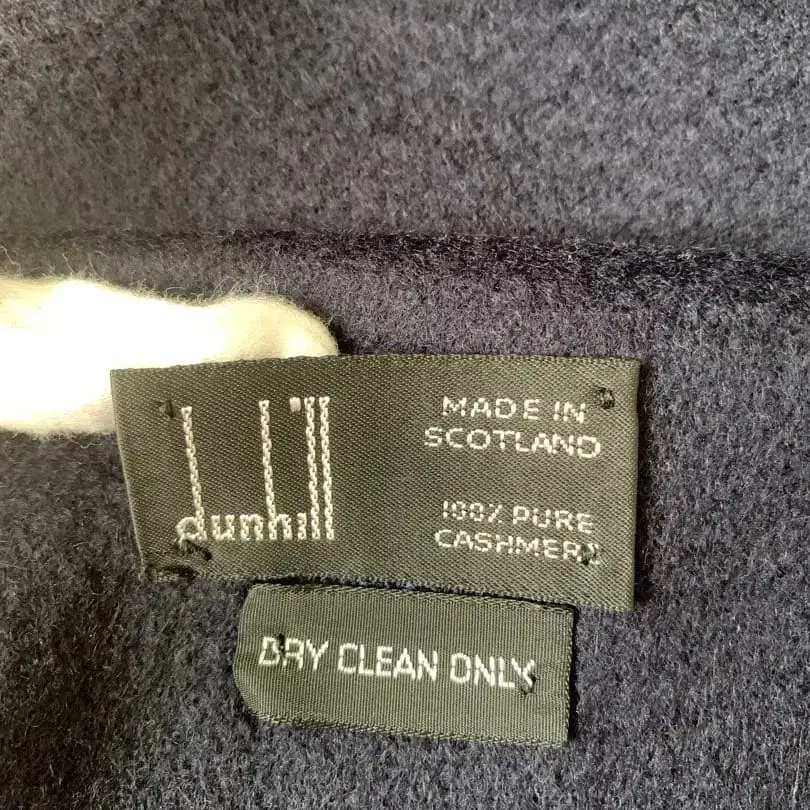 dunhill
MADE IN
SCOTLAND
100% PURE
CASHMERE
DRY CLEAN ONLY